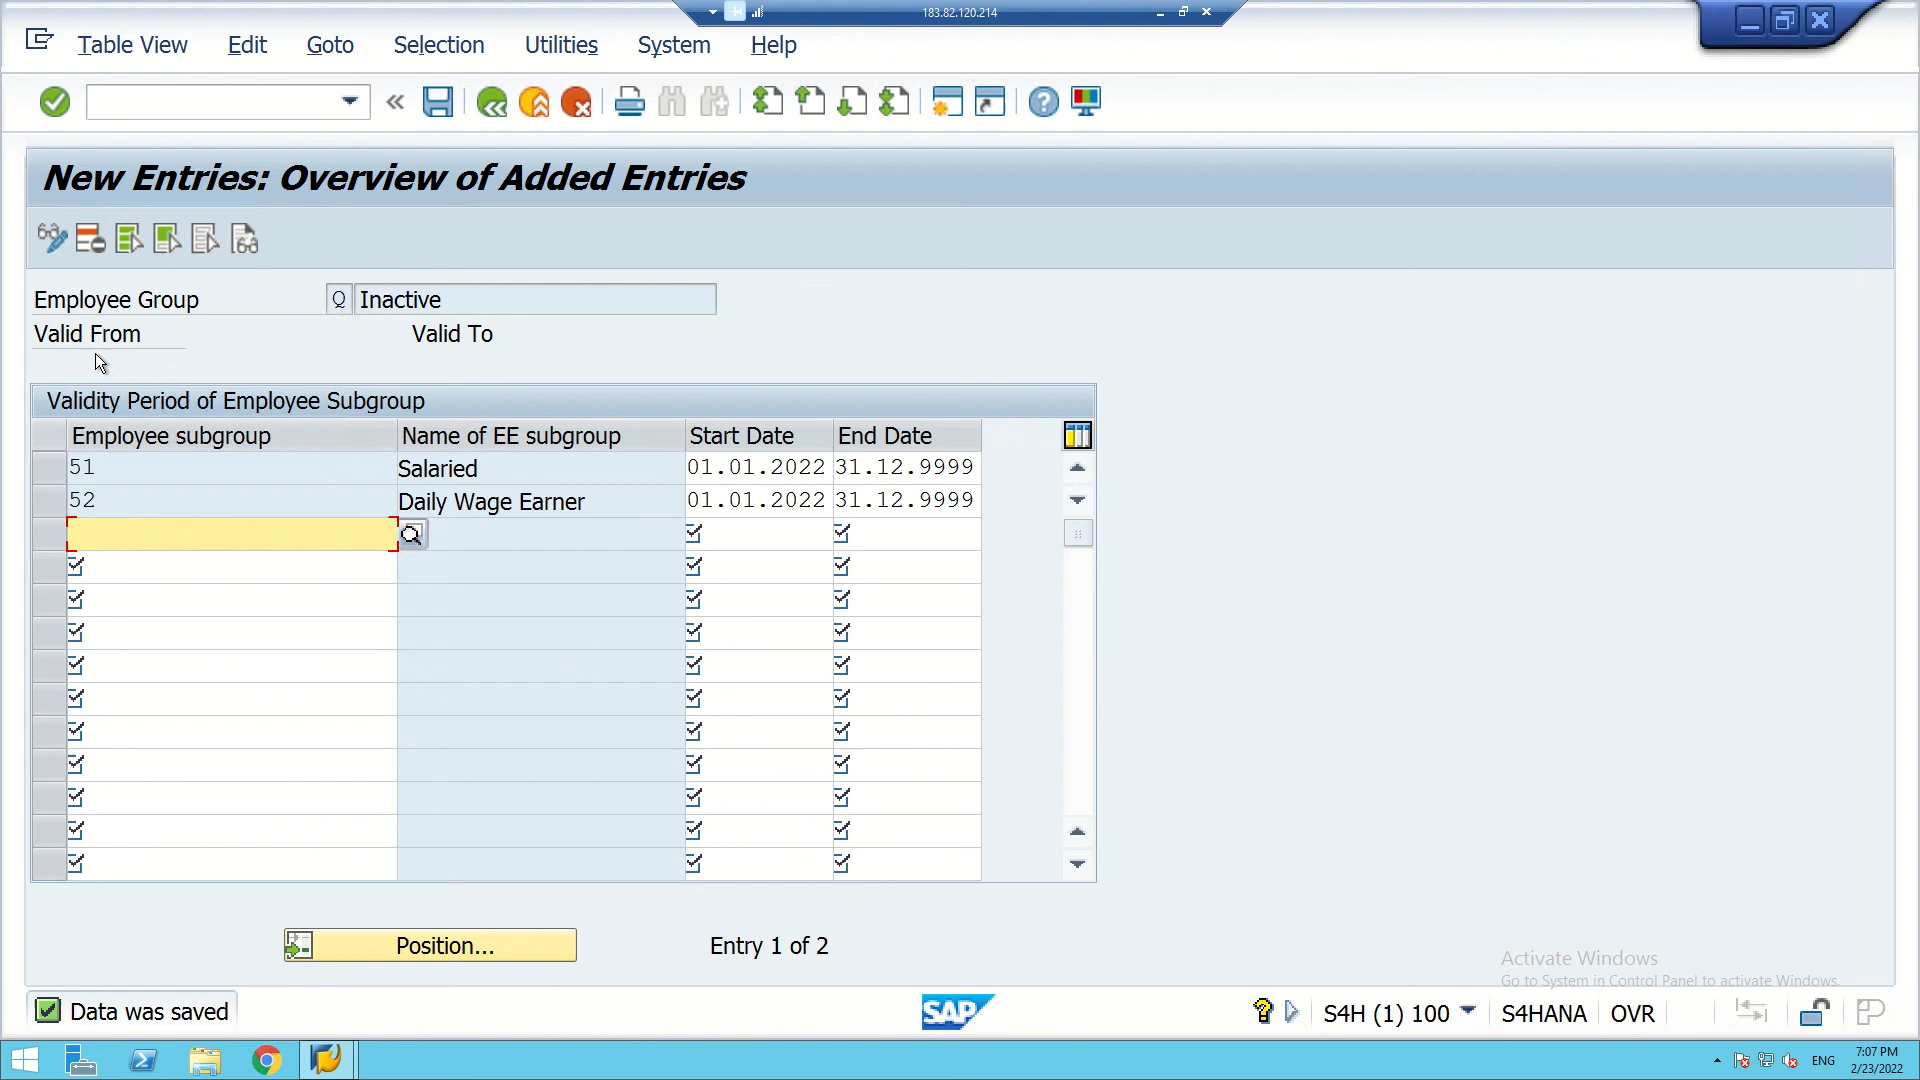 183.82.120.214
Table View Edit Goto Selection Utilities System Help
New Entries: Overview of Added Entries
Employee Group Q Inactive
Valid From Valid To
Validity Period of Employee Subgroup
Employee subgroup Name of EE subgroup Start Date End Date
51 Salaried 01.01.2022 31.12.9999
52 Daily Wage Earner 01.01.2022 31.12.9999
Position... Entry 1 of 2
Activate Windows
Go to System in Control Panel to activate Windows.
Data was saved SAP S4H (1) 100 S4HANA OVR
ENG 7:07 PM
2/23/2022